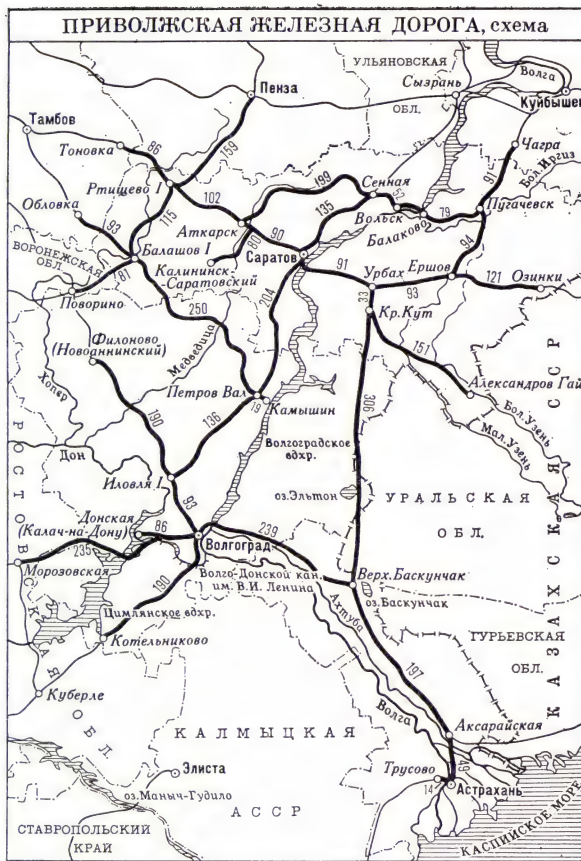 ПРИВОЛЖСКАЯ ЖЕЛЕЗНАЯ ДОРОГА, схема
УЛЬЯНОВСКАЯ
ОБЛ.
Волга
Пенза
Сызрань
Куйбышев
Тамбов
Тоновка
86
159
Чагра
Бол. Иргиз
91
Ртищево I
199
Сенная
Обловка
102
135
Вольск
79
Пугачевск
115
Аткарск
Балаково
93
90
80
94
ВОРОНЕЖСКАЯ
ОБЛ.
Балашов I
Саратов
81
Калининск-
Саратовский
91
Урбах
Ершов
121
Озинки
93
Поворино
204
33
Кр. Кут
250
Филоново
(Новоаннинский)
Медведица
151
Хопер
Александров Гай
Петров Вал
306
19
Камышин
Бол. Узень
Мал. Узень
190
136
Волгоградское
вдхр.
Дон
Иловля I
оз. Эльтон
УРАЛЬСКАЯ
ОБЛ.
93
Донская
(Калач-на-Дону)
86
239
Волгоград
235
Морозовская
190
Волго-Донской кан.
им. В.И. Ленина
Верх. Баскунчак
оз. Баскунчак
Цимлянское вдхр.
Ахтуба
ГУРЬЕВСКАЯ
ОБЛ.
Котельниково
197
КАЗАХСКАЯ ССР
РОСТОВСКАЯ ОБЛ.
Куберле
Волга
КАЛМЫЦКАЯ
АССР
Аксарайская
Элиста
49
Трусово
14
Астрахань
оз. Маныч-Гудило
СТАВРОПОЛЬСКИЙ
КРАЙ
КАСПИЙСКОЕ МОРЕ